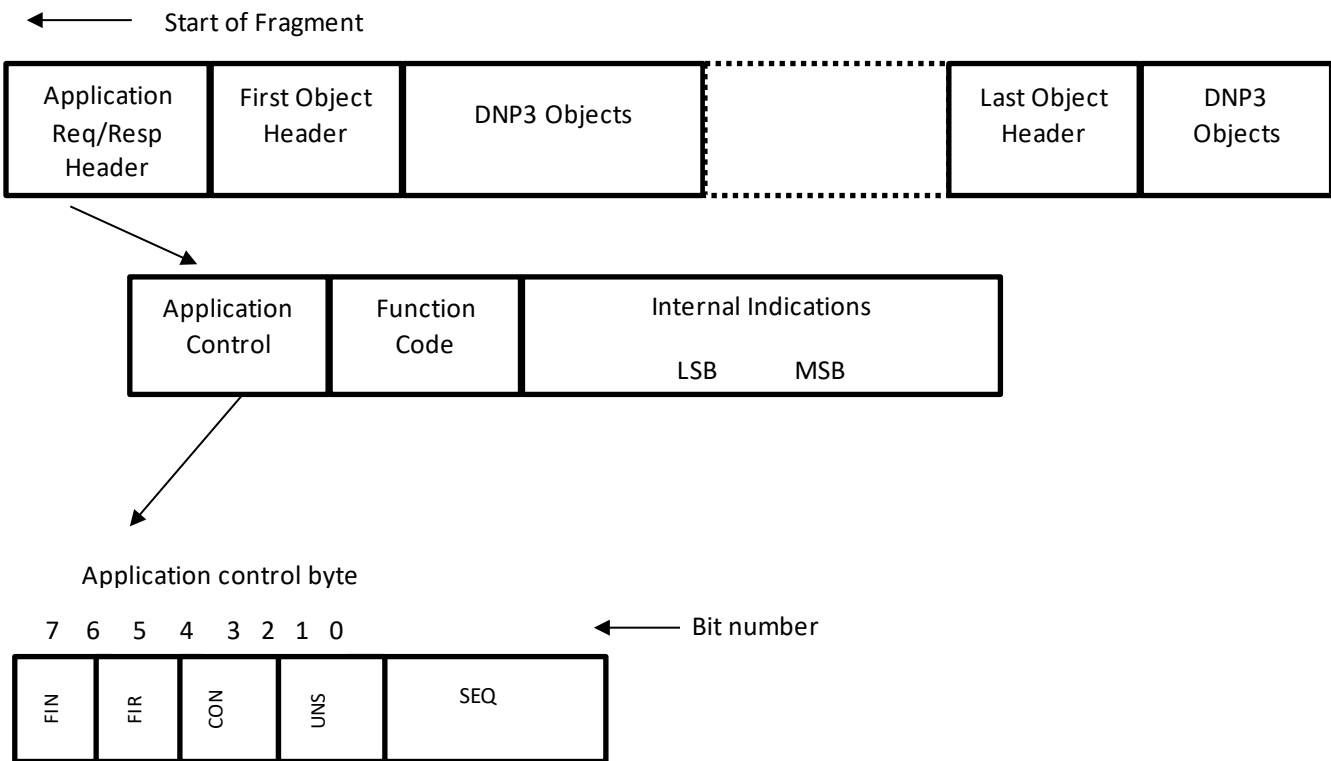 Start of Fragment
Application
Req/Resp
Header
First Object
Header
DNP3 Objects
Last Object
Header
DNP3
Objects
Application
Control
Function
Code
Internal Indications
LSB MSB
Application control byte
7 6 5 4 3 2 1 0
Bit number
FIN
FIR
CON
UNS
SEQ